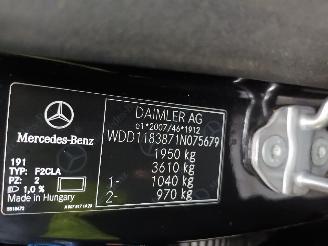 DAIMLER AG
e1*2007/46*1912
WDD1183871N075679
1950 kg
3610 kg
1- 1040 kg
2- 970 kg
Mercedes-Benz
191
TYP: F2CLA
PZ: 2
1,0 %
Made in Hungary